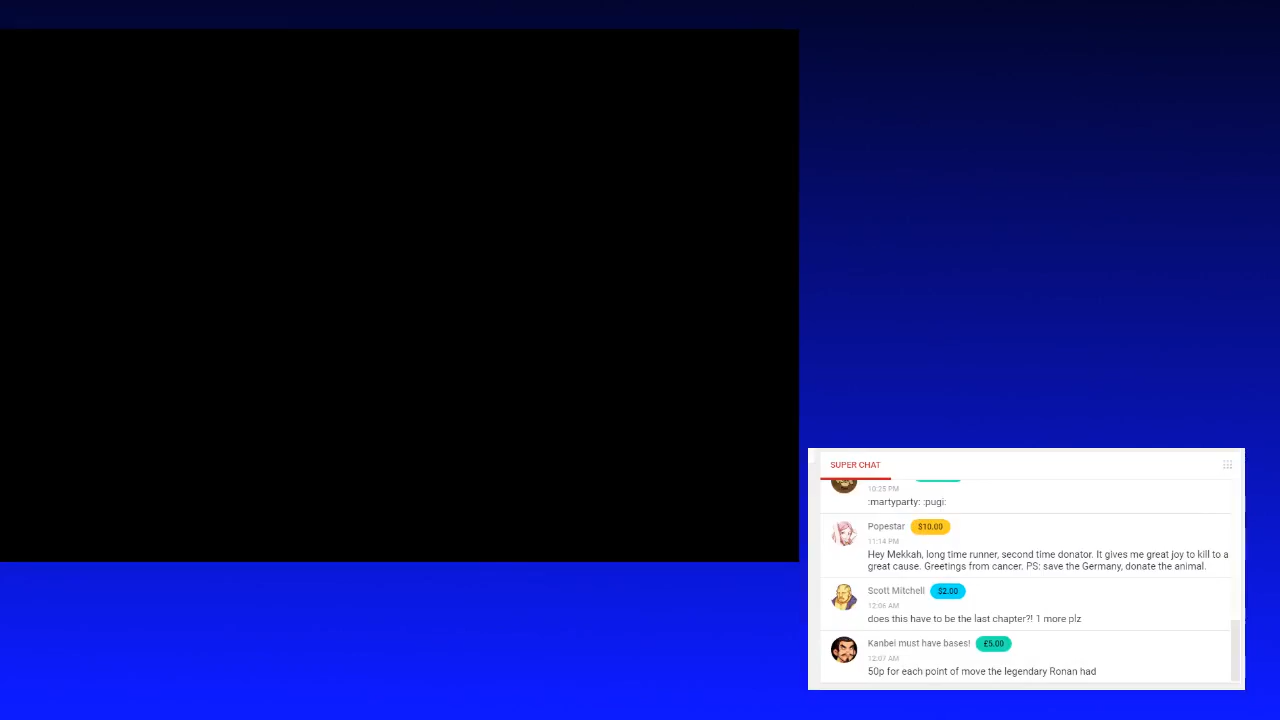 SUPER CHAT
10:25 PM
:martyparty: :pugi:
Popestar $10.00
11:14 PM
Hey Mekkah, long time runner, second time donator. It gives me great joy to kill to a
great cause. Greetings from cancer. PS: save the Germany, donate the animal.
Scott Mitchell $2.00
12:06 AM
does this have to be the last chapter?! 1 more plz
Kanbei must have bases! £5.00
12:07 AM
50p for each point of move the legendary Ronan had